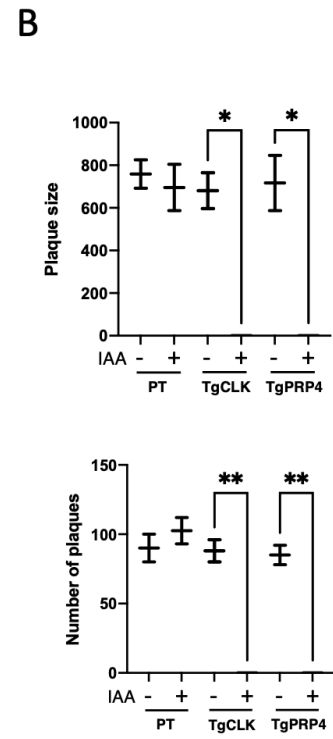 B
* *
1000
800
600
400
200
0
Plaque size
IAA - + - + - +
PT TgCLK TgPRP4
** **
150
100
50
0
Number of plaques
IAA - + - + - +
PT TgCLK TgPRP4